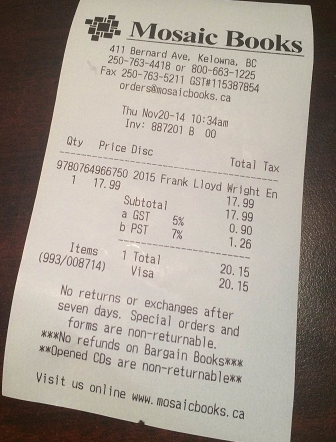 Mosaic Books
411 Bernard Ave, Kelowna, BC
250-763-4418 or 800-663-1225
Fax 250-763-5211 GST#115387854
orders@mosaicbooks.ca
Thu Nov20-14 10:34am
Inv: 887201 B 00
Qty Price Disc Total Tax
9780764966750 2015 Frank Lloyd Wright En
1 17.99 17.99
Subtotal 17.99
a GST 5% 0.90
b PST 7% 1.26
Items 1 Total 20.15
(993/008714) Visa 20.15
No returns or exchanges after
seven days. Special orders and
forms are non-returnable.
***No refunds on Bargain Books***
**Opened CDs are non-returnable**
Visit us online www.mosaicbooks.ca